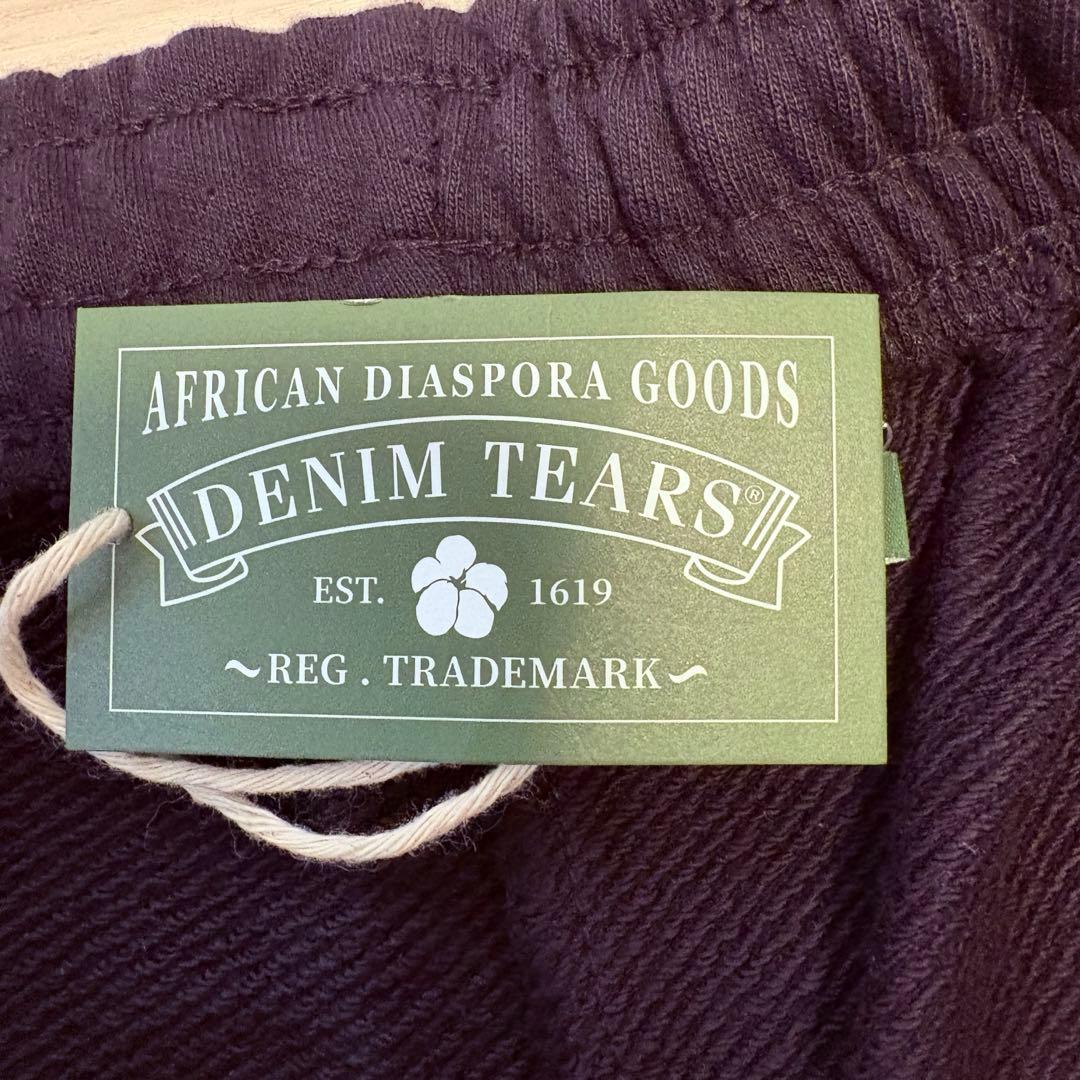 AFRICAN DIASPORA GOODS
DENIM TEARS®
EST. 1619
~REG . TRADEMARK~